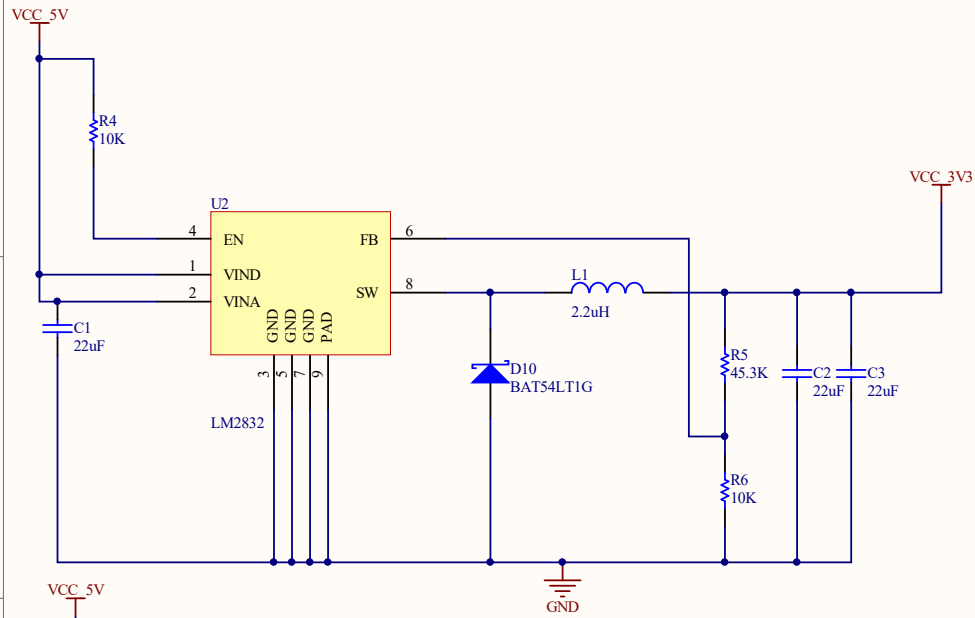 VCC_5V
R4
10K
U2
4
EN
1
VIND
2
VINA
FB
6
SW
8
GND
GND
GND
PAD
3
5
7
9
LM2832
C1
22uF
L1
2.2uH
VCC_3V3
D10
BAT54LT1G
R5
45.3K
C2
22uF
C3
22uF
R6
10K
GND
VCC_5V